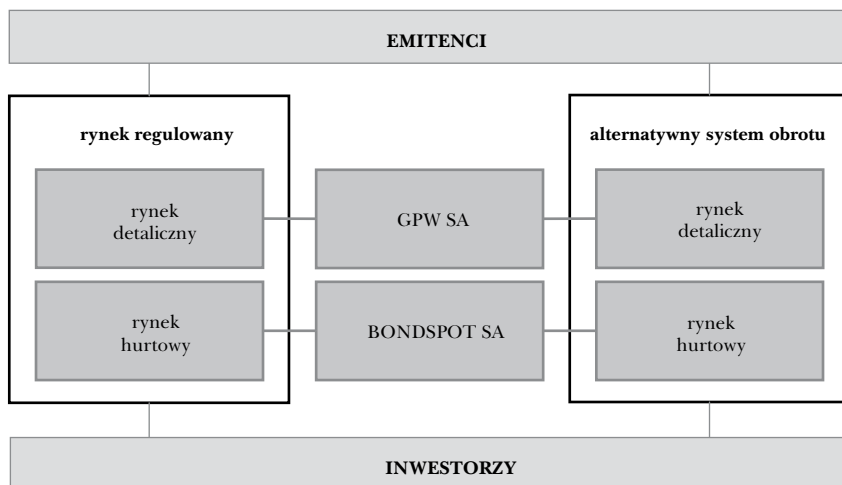 EMITENCI
rynek regulowany
alternatywny system obrotu
rynek
detaliczny
GPW SA
rynek
detaliczny
rynek
hurtowy
BONDSPOT SA
rynek
hurtowy
INWESTORZY